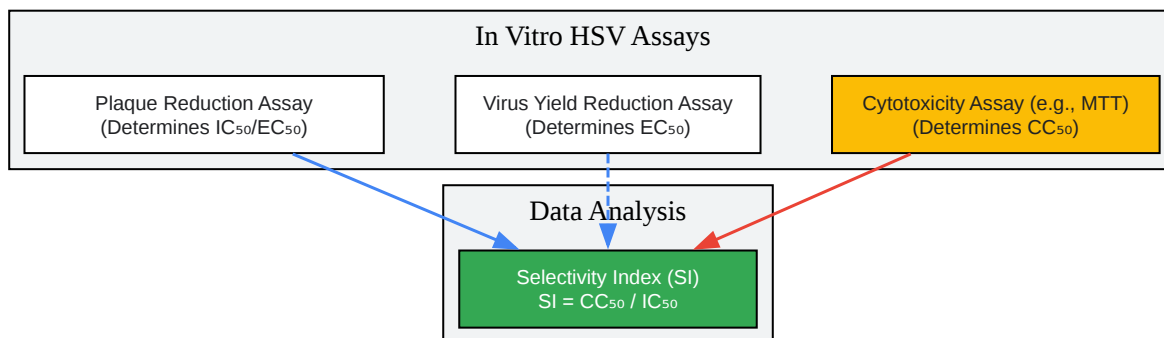 In Vitro HSV Assays
Plaque Reduction Assay
(Determines IC₅₀/EC₅₀)
Virus Yield Reduction Assay
(Determines EC₅₀)
Cytotoxicity Assay (e.g., MTT)
(Determines CC₅₀)
Data Analysis
Selectivity Index (SI)
SI = CC₅₀ / IC₅₀